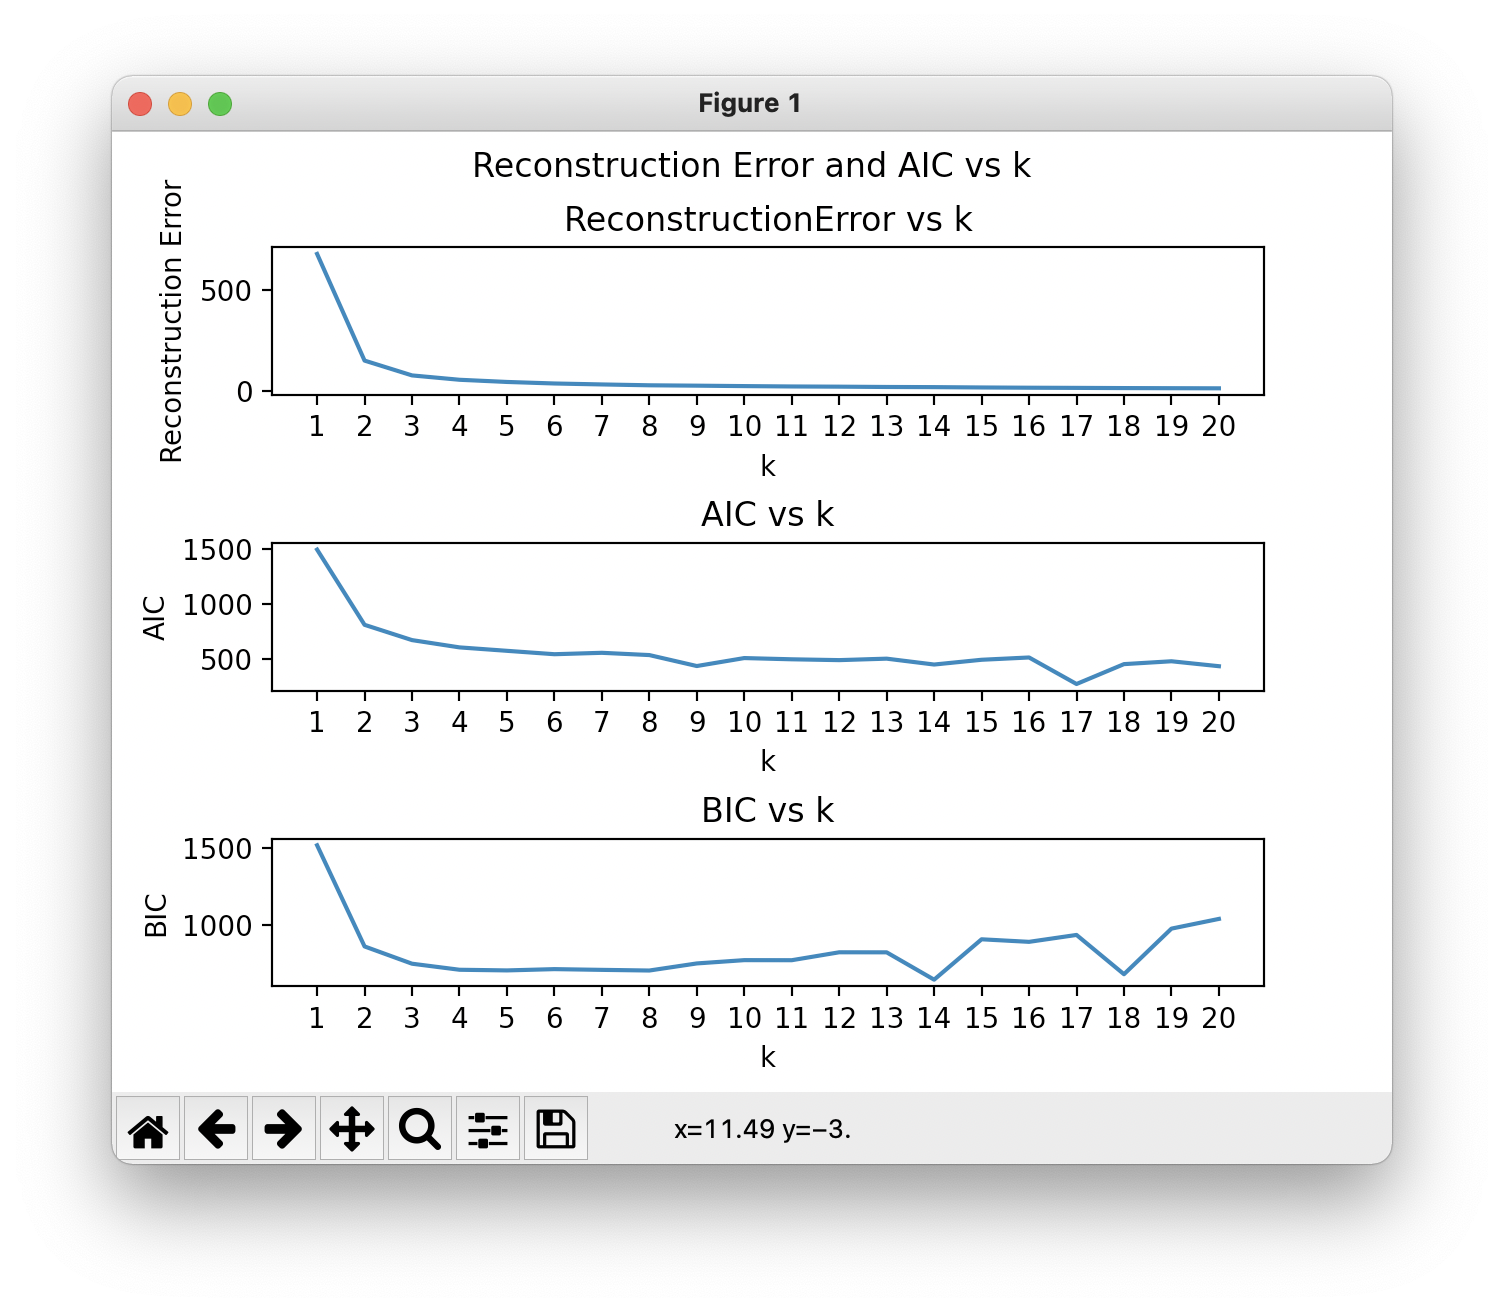 Figure 1
Reconstruction Error and AIC vs k
ReconstructionError vs k
Reconstruction Error
500
0
1 2 3 4 5 6 7 8 9 10 11 12 13 14 15 16 17 18 19 20
k
AIC vs k
AIC
1500
1000
500
1 2 3 4 5 6 7 8 9 10 11 12 13 14 15 16 17 18 19 20
k
BIC vs k
BIC
1500
1000
1 2 3 4 5 6 7 8 9 10 11 12 13 14 15 16 17 18 19 20
k
x=11.49 y=−3.